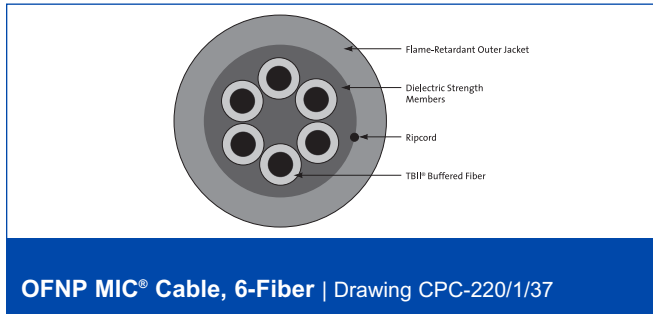 Flame-Retardant Outer Jacket
Dielectric Strength
Members
Ripcord
TBII® Buffered Fiber
OFNP MIC® Cable, 6-Fiber | Drawing CPC-220/1/37